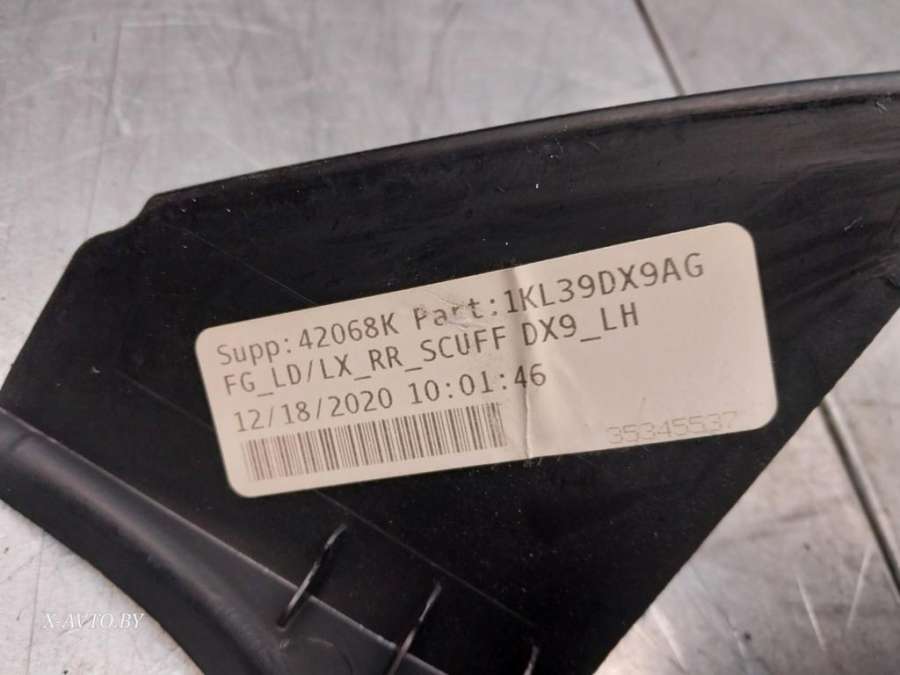 Supp:42068K Part:1KL39DX9AG
FG_LD/LX_RR_SCUFF DX9_LH
12/18/2020 10:01:46
35345537
X-AVTO.BY